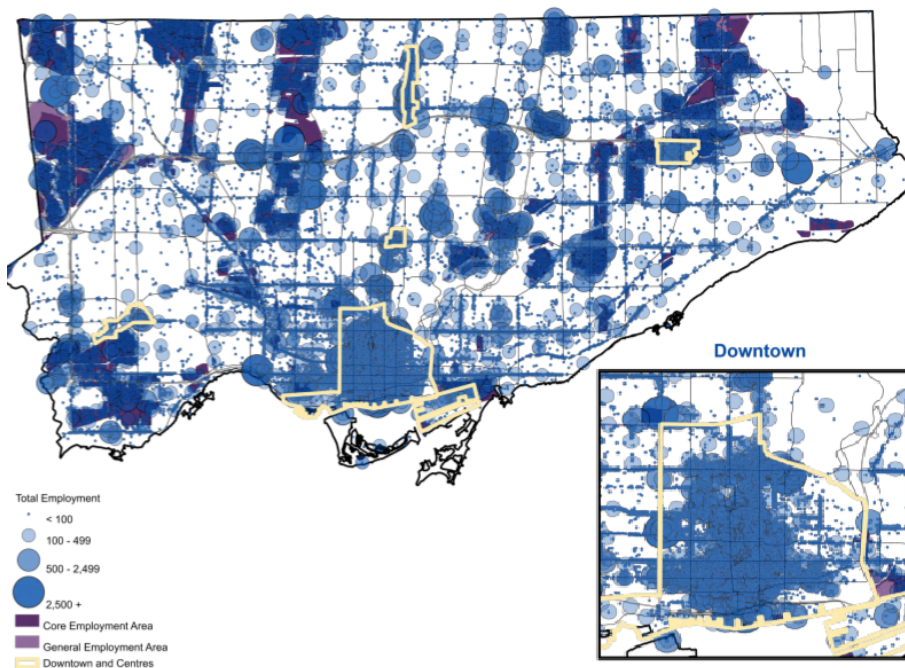 Downtown
Total Employment
< 100
100 - 499
500 - 2,499
2,500 +
Core Employment Area
General Employment Area
Downtown and Centres